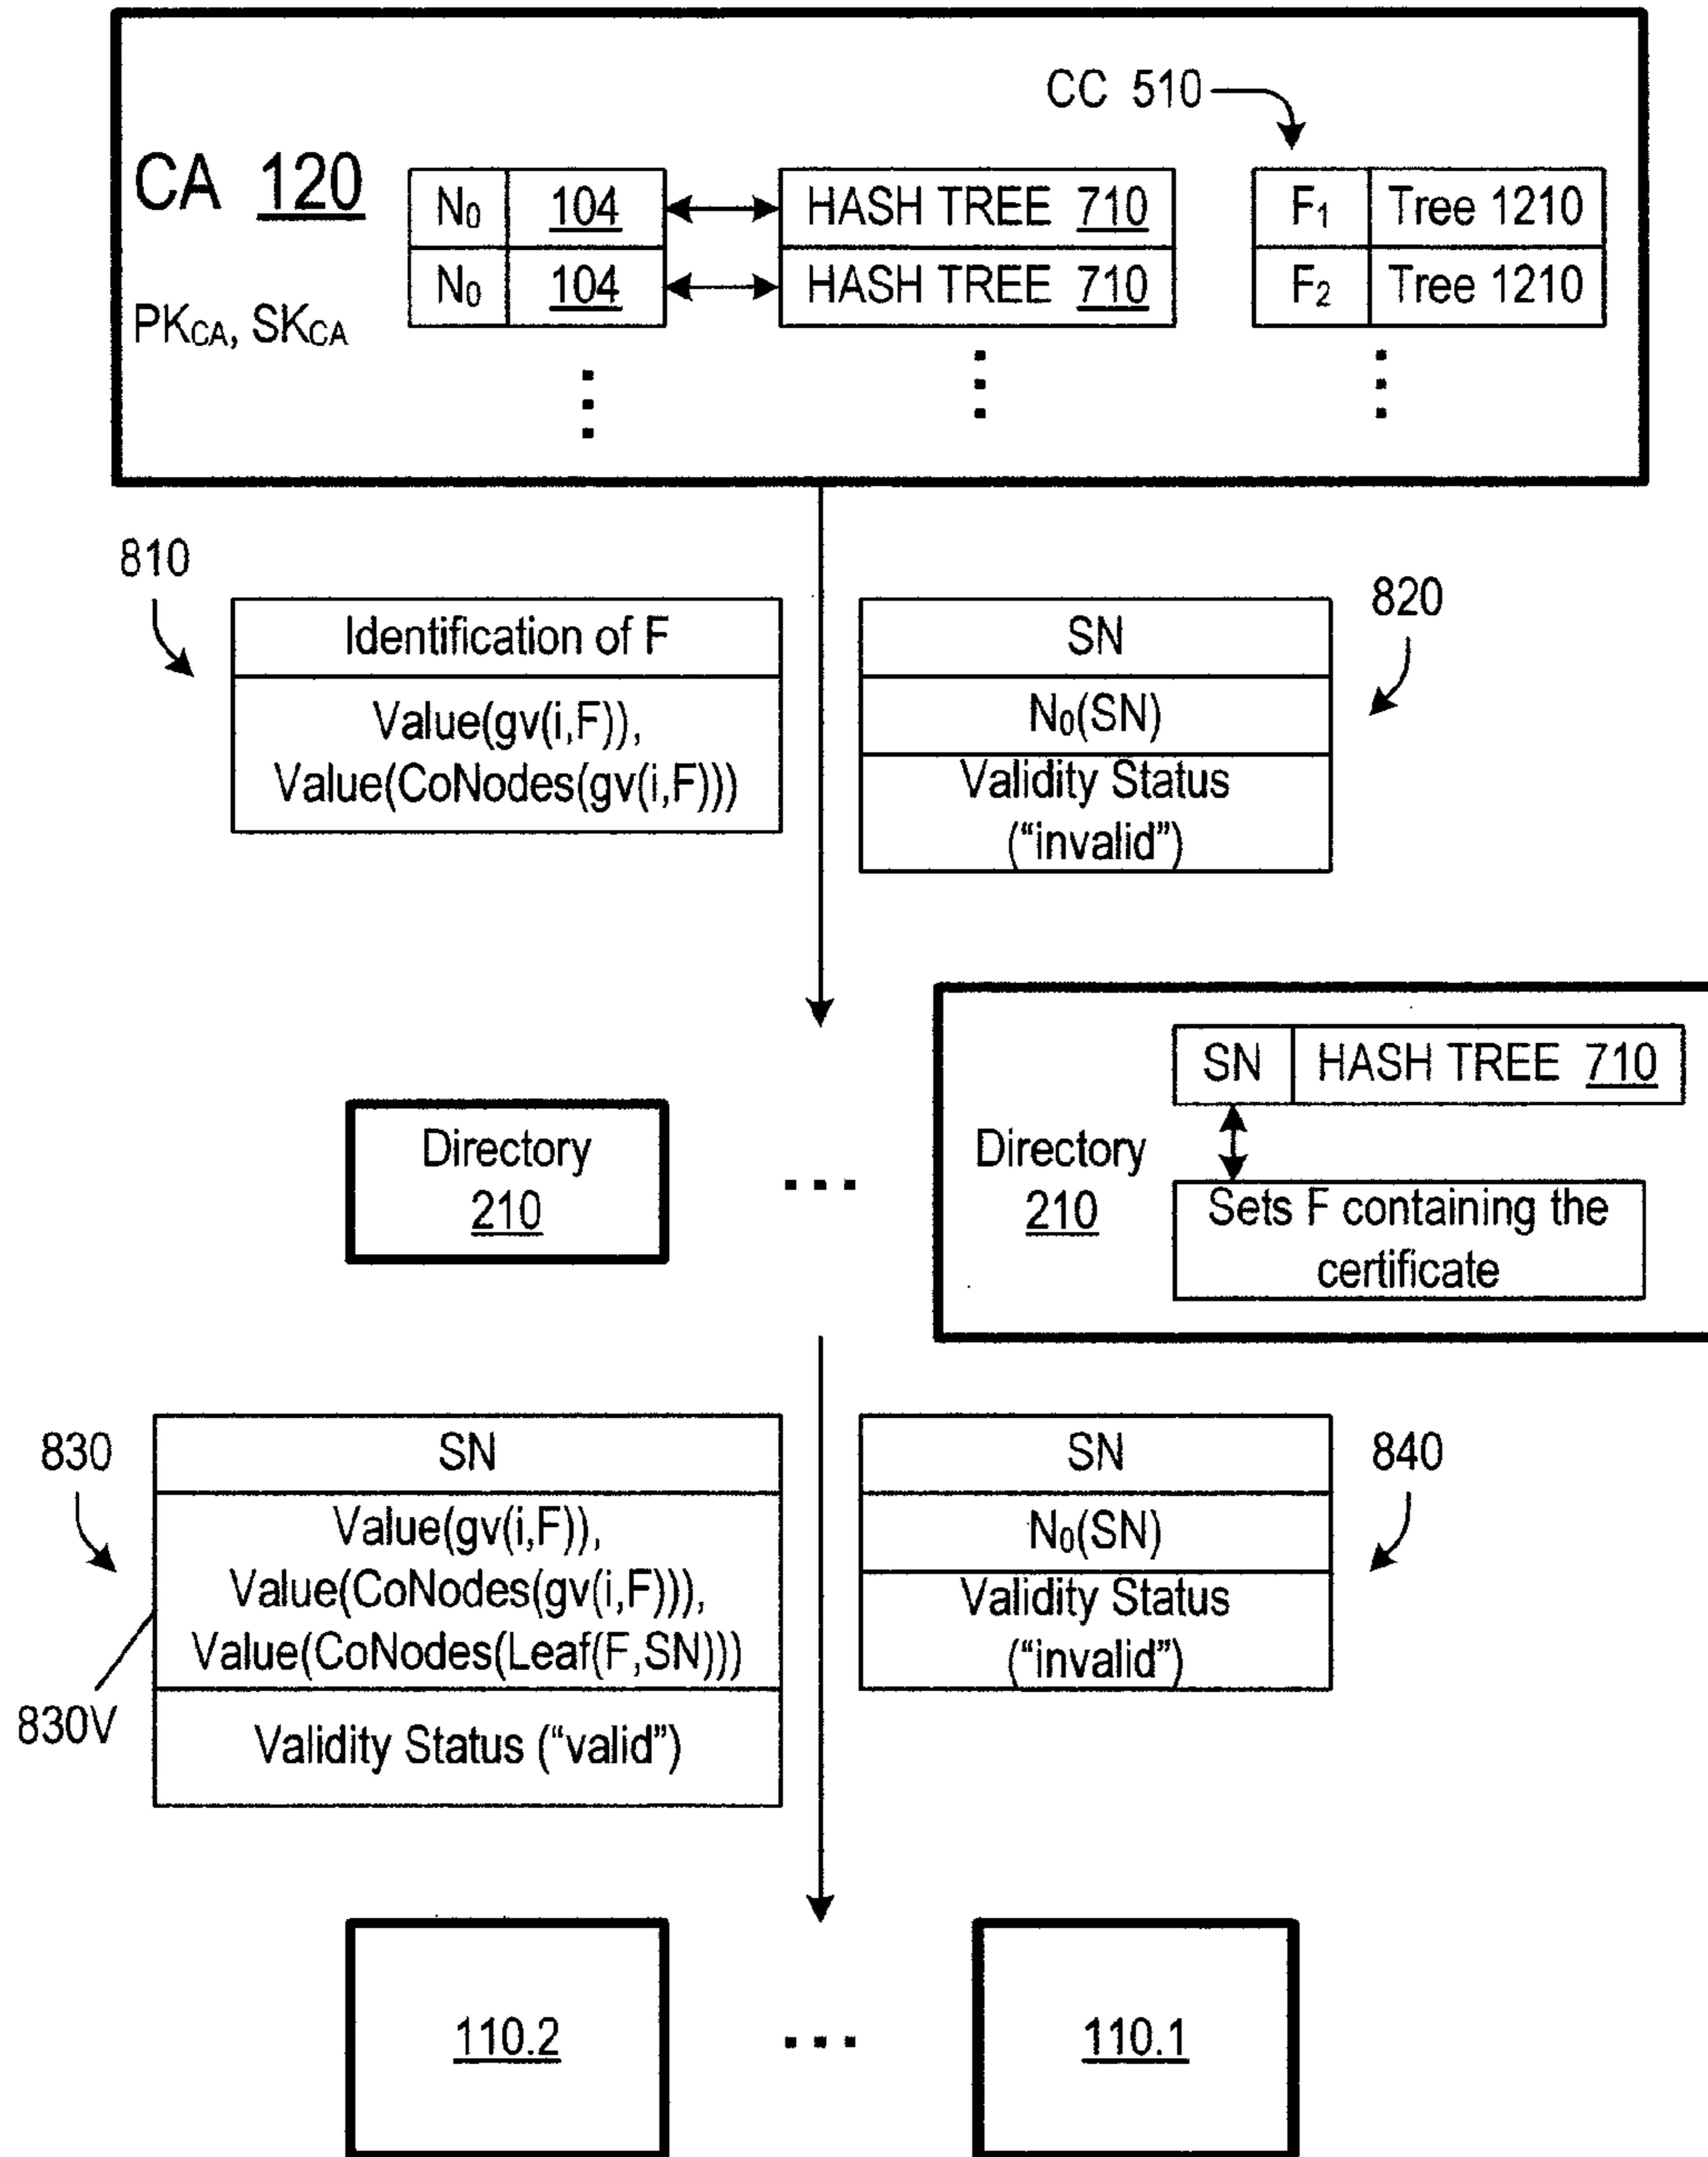 CC 510
CA 120
N₀ 104 HASH TREE 710 F₁ Tree 1210
N₀ 104 HASH TREE 710 F₂ Tree 1210
PK_CA, SK_CA
810
Identification of F
Value(gv(i,F)),
Value(CoNodes(gv(i,F)))
820
SN
N₀(SN)
Validity Status
(“invalid”)
Directory
210
Directory
210
SN HASH TREE 710
Sets F containing the
certificate
830
SN
Value(gv(i,F)),
Value(CoNodes(gv(i,F))),
Value(CoNodes(Leaf(F,SN)))
830V
Validity Status (“valid”)
840
SN
N₀(SN)
Validity Status
(“invalid”)
110.2
110.1